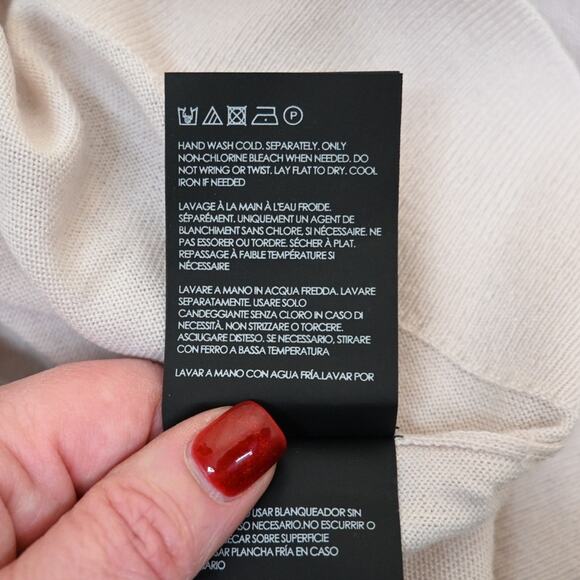 P
HAND WASH COLD. SEPARATELY. ONLY
NON-CHLORINE BLEACH WHEN NEEDED. DO
NOT WRING OR TWIST. LAY FLAT TO DRY. COOL
IRON IF NEEDED
LAVAGE À LA MAIN À L'EAU FROIDE.
SÉPARÉMENT. UNIQUEMENT UN AGENT DE
BLANCHIMENT SANS CHLORE, SI NÉCESSAIRE. NE
PAS ESSORER OU TORDRE. SÉCHER À PLAT.
REPASSAGE À FAIBLE TEMPÉRATURE SI
NÉCESSAIRE
LAVARE A MANO IN ACQUA FREDDA. LAVARE
SEPARATAMENTE. USARE SOLO
CANDEGGIANTE SENZA CLORO IN CASO DI
NECESSITÀ. NON STRIZZARE O TORCERE.
ASCIUGARE DISTESO. SE NECESSARIO, STIRARE
CON FERRO A BASSA TEMPERATURA
LAVAR A MANO CON AGUA FRÍA.LAVAR POR
USAR BLANQUEADOR SIN
NECESARIO.NO ESCURRIR O
SOBRE SUPERFICIE
PLANCHA FRÍA EN CASO